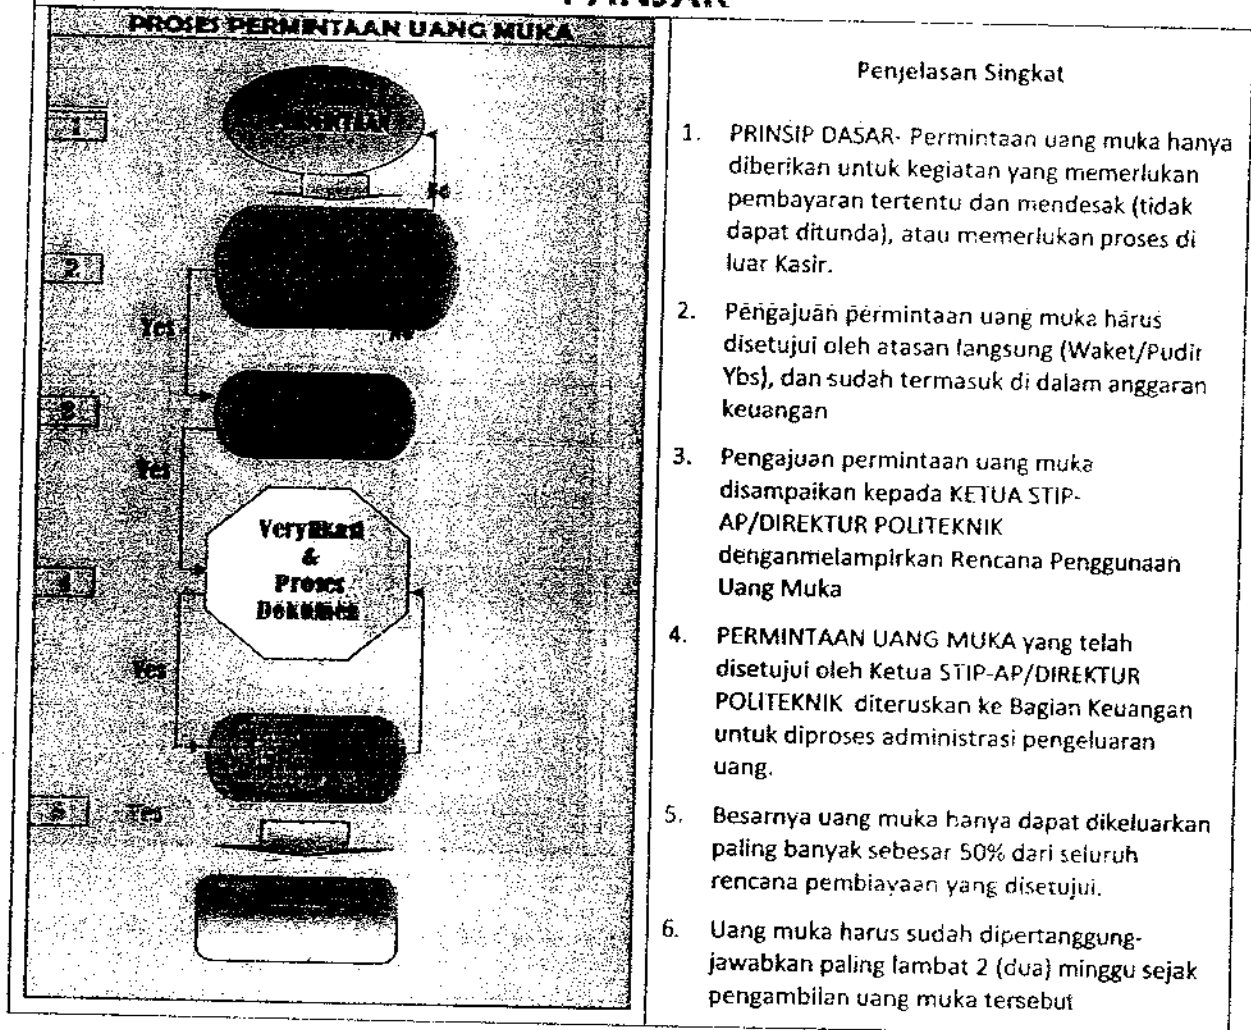 PROSES PERMINTAAN UANG MUKA
1
PERMINTAAN
No
2
Yes
No
3
Yes
Veryfikasi
&
Proses
Dokumen
4
Yes
5
Yes
Penjelasan Singkat
1. PRINSIP DASAR- Permintaan uang muka hanya
diberikan untuk kegiatan yang memerlukan
pembayaran tertentu dan mendesak (tidak
dapat ditunda), atau memerlukan proses di
luar Kasir.
2. Pengajuan permintaan uang muka harus
disetujui oleh atasan langsung (Waket/Pudir
Ybs), dan sudah termasuk di dalam anggaran
keuangan
3. Pengajuan permintaan uang muka
disampaikan kepada KETUA STIP-
AP/DIREKTUR POLITEKNIK
denganmelampirkan Rencana Penggunaan
Uang Muka
4. PERMINTAAN UANG MUKA yang telah
disetujui oleh Ketua STIP-AP/DIREKTUR
POLITEKNIK diteruskan ke Bagian Keuangan
untuk diproses administrasi pengeluaran
uang.
5. Besarnya uang muka hanya dapat dikeluarkan
paling banyak sebesar 50% dari seluruh
rencana pembiayaan yang disetujui.
6. Uang muka harus sudah dipertanggung-
jawabkan paling lambat 2 (dua) minggu sejak
pengambilan uang muka tersebut